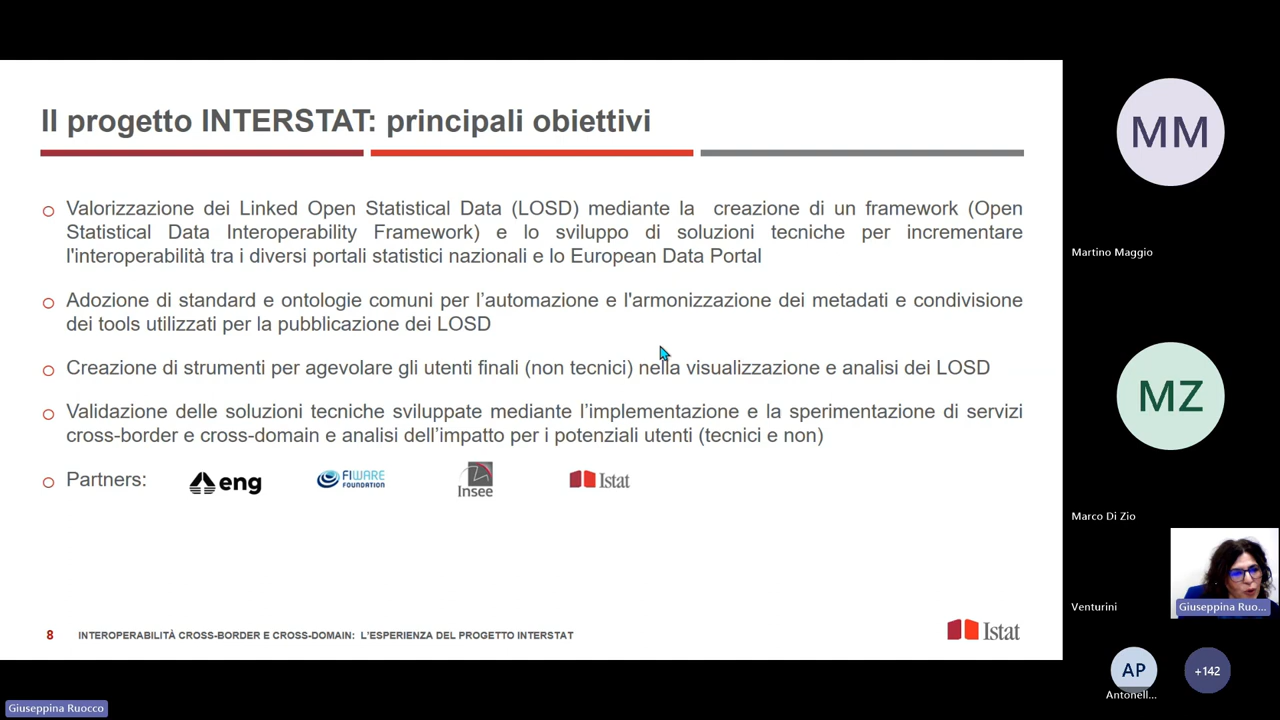 Il progetto INTERSTAT: principali obiettivi
Valorizzazione dei Linked Open Statistical Data (LOSD) mediante la creazione di un framework (Open
Statistical Data Interoperability Framework) e lo sviluppo di soluzioni tecniche per incrementare
l'interoperabilità tra i diversi portali statistici nazionali e lo European Data Portal
Adozione di standard e ontologie comuni per l’automazione e l'armonizzazione dei metadati e condivisione
dei tools utilizzati per la pubblicazione dei LOSD
Creazione di strumenti per agevolare gli utenti finali (non tecnici) nella visualizzazione e analisi dei LOSD
Validazione delle soluzioni tecniche sviluppate mediante l’implementazione e la sperimentazione di servizi
cross-border e cross-domain e analisi dell’impatto per i potenziali utenti (tecnici e non)
Partners:
eng
FIWARE
FOUNDATION
Insee
Istat
8 INTEROPERABILITÀ CROSS-BORDER E CROSS-DOMAIN: L’ESPERIENZA DEL PROGETTO INTERSTAT
Istat
MM
Martino Maggio
MZ
Marco Di Zio
Venturini
Giuseppina Ruo...
AP
Antonell...
+142
Giuseppina Ruocco